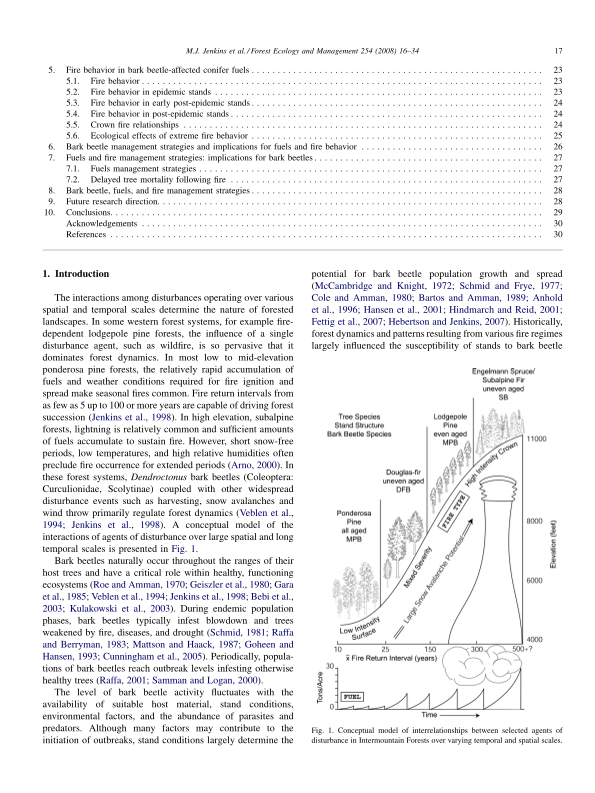 M.J. Jenkins et al. / Forest Ecology and Management 254 (2008) 16–34 17
5. Fire behavior in bark beetle-affected conifer fuels . . . 23
5.1. Fire behavior . . . 23
5.2. Fire behavior in epidemic stands . . . 23
5.3. Fire behavior in early post-epidemic stands . . . 24
5.4. Fire behavior in post-epidemic stands . . . 24
5.5. Crown fire relationships . . . 24
5.6. Ecological effects of extreme fire behavior . . . 25
6. Bark beetle management strategies and implications for fuels and fire behavior . . . 26
7. Fuels and fire management strategies: implications for bark beetles . . . 27
7.1. Fuels management strategies . . . 27
7.2. Delayed tree mortality following fire . . . 27
8. Bark beetle, fuels, and fire management strategies . . . 28
9. Future research direction. . . . 28
10. Conclusions. . . . 29
Acknowledgements . . . 30
References . . . 30
1. Introduction
The interactions among disturbances operating over various
spatial and temporal scales determine the nature of forested
landscapes. In some western forest systems, for example fire-
dependent lodgepole pine forests, the influence of a single
disturbance agent, such as wildfire, is so pervasive that it
dominates forest dynamics. In most low to mid-elevation
ponderosa pine forests, the relatively rapid accumulation of
fuels and weather conditions required for fire ignition and
spread make seasonal fires common. Fire return intervals from
as few as 5 up to 100 or more years are capable of driving forest
succession (Jenkins et al., 1998). In high elevation, subalpine
forests, lightning is relatively common and sufficient amounts
of fuels accumulate to sustain fire. However, short snow-free
periods, low temperatures, and high relative humidities often
preclude fire occurrence for extended periods (Arno, 2000). In
these forest systems, Dendroctonus bark beetles (Coleoptera:
Curculionidae, Scolytinae) coupled with other widespread
disturbance events such as harvesting, snow avalanches and
wind throw primarily regulate forest dynamics (Veblen et al.,
1994; Jenkins et al., 1998). A conceptual model of the
interactions of agents of disturbance over large spatial and long
temporal scales is presented in Fig. 1.
Bark beetles naturally occur throughout the ranges of their
host trees and have a critical role within healthy, functioning
ecosystems (Roe and Amman, 1970; Geiszler et al., 1980; Gara
et al., 1985; Veblen et al., 1994; Jenkins et al., 1998; Bebi et al.,
2003; Kulakowski et al., 2003). During endemic population
phases, bark beetles typically infest blowdown and trees
weakened by fire, diseases, and drought (Schmid, 1981; Raffa
and Berryman, 1983; Mattson and Haack, 1987; Goheen and
Hansen, 1993; Cunningham et al., 2005). Periodically, popula-
tions of bark beetles reach outbreak levels infesting otherwise
healthy trees (Raffa, 2001; Samman and Logan, 2000).
The level of bark beetle activity fluctuates with the
availability of suitable host material, stand conditions,
environmental factors, and the abundance of parasites and
predators. Although many factors may contribute to the
initiation of outbreaks, stand conditions largely determine the
potential for bark beetle population growth and spread
(McCambridge and Knight, 1972; Schmid and Frye, 1977;
Cole and Amman, 1980; Bartos and Amman, 1989; Anhold
et al., 1996; Hansen et al., 2001; Hindmarch and Reid, 2001;
Fettig et al., 2007; Hebertson and Jenkins, 2007). Historically,
forest dynamics and patterns resulting from various fire regimes
largely influenced the susceptibility of stands to bark beetle
Engelmann Spruce/
Subalpine Fir
uneven aged
SB
Tree Species
Stand Structure
Bark Beetle Species
Lodgepole
Pine
even aged
MPB
Douglas-fir
uneven aged
DFB
Ponderosa
Pine
all aged
MPB
High Intensity Crown
FIRE TYPE
Mixed Severity
Large Snow Avalanche Potential
Low Intensity
Surface
11000
8000
6000
4000
Elevation (feet)
10 25 150 300 500+?
x̄ Fire Return Interval (years)
30
0
Tons/Acre
FUEL
Time
Fig. 1. Conceptual model of interrelationships between selected agents of
disturbance in Intermountain Forests over varying temporal and spatial scales.